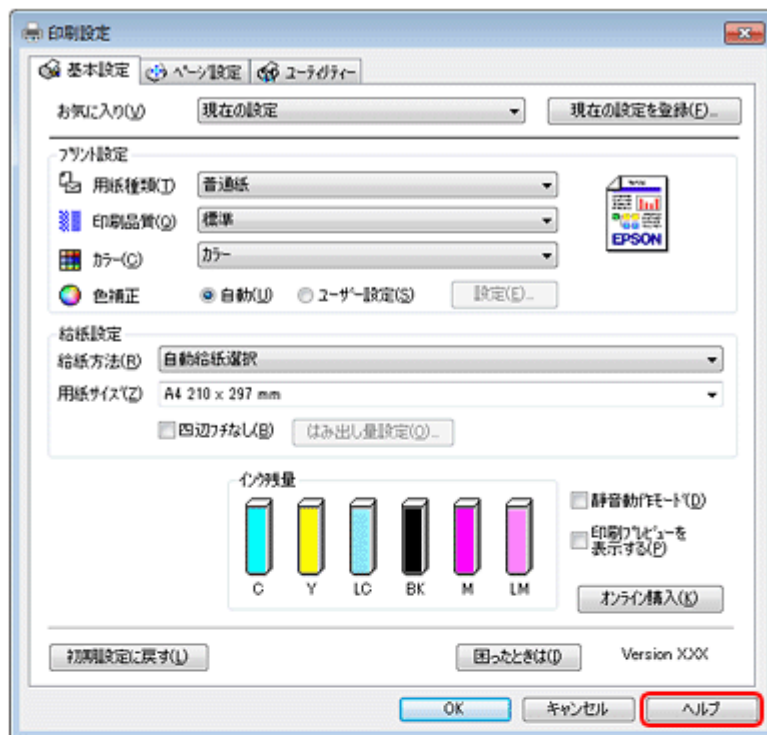 印刷設定
基本設定 ページ設定 ユーティリティー
お気に入り(V) 現在の設定 現在の設定を登録(F)...
プリント設定
用紙種類(T) 普通紙
印刷品質(Q) 標準
EPSON
カラー(C) カラー
色補正 自動(U) ユーザー設定(S) 設定(E)...
給紙設定
給紙方法(R) 自動給紙選択
用紙サイズ(Z) A4 210 x 297 mm
四辺フチなし(B) はみ出し量設定(O)...
インク残量
静音動作モード(D)
印刷プレビューを
表示する(P)
C Y LC BK M LM
オンライン購入(K)
初期設定に戻す(L) 困ったときは(I) Version XXX
OK キャンセル ヘルプ